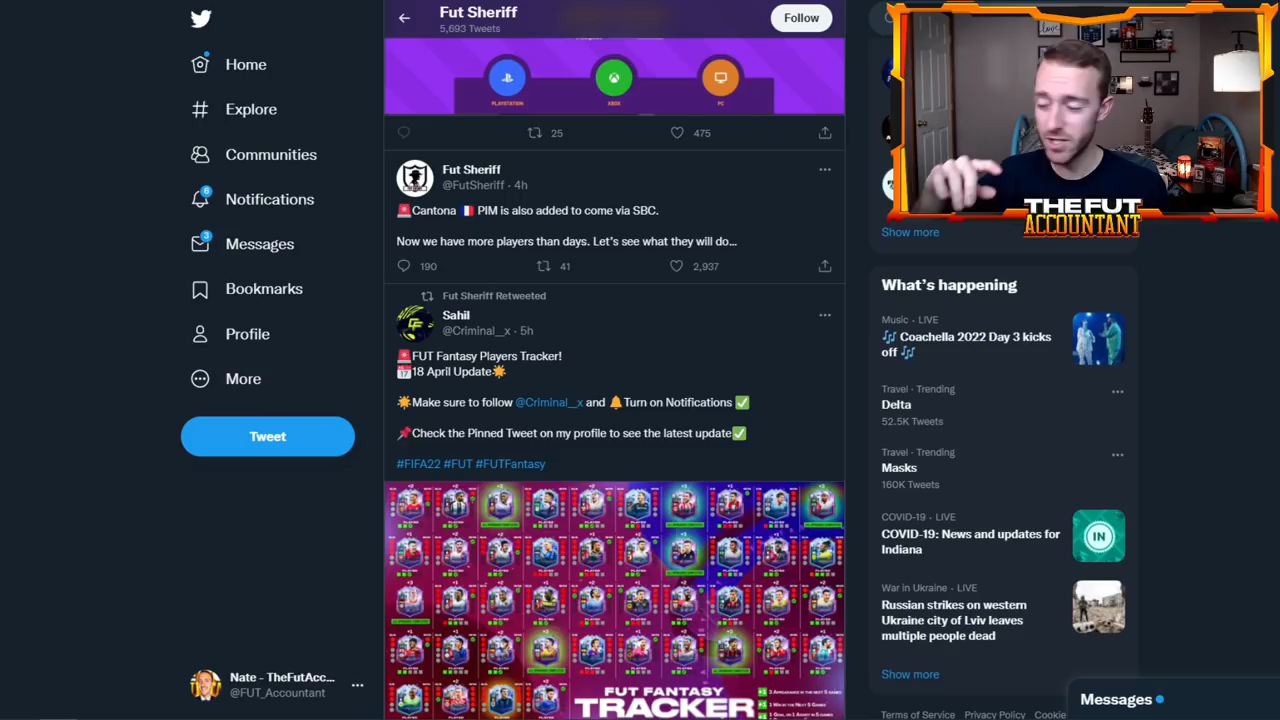 Fut Sheriff
5,693 Tweets
Follow
Home
Explore
Communities
6
Notifications
3
Messages
Bookmarks
Profile
More
Tweet
Nate - TheFutAcc...
@FUT_Accountant
PLAYSTATION
XBOX
PC
25
475
Fut Sheriff
@FutSheriff · 4h
🚨Cantona 🇫🇷 PIM is also added to come via SBC.
Now we have more players than days. Let's see what they will do...
190
41
2,937
Fut Sheriff Retweeted
Sahil
@Criminal__x · 5h
🚨FUT Fantasy Players Tracker!
📅18 April Update☀️
☀️Make sure to follow @Criminal__x and 🔔Turn on Notifications ✅
📌Check the Pinned Tweet on my profile to see the latest update✅
#FIFA22 #FUT #FUTFantasy
FUT FANTASY
TRACKER
THE FUT
ACCOUNTANT
Show more
What's happening
Music · LIVE
🎶 Coachella 2022 Day 3 kicks
off 🎶
Travel · Trending
Delta
52.5K Tweets
Travel · Trending
Masks
160K Tweets
COVID-19 · LIVE
COVID-19: News and updates for
Indiana
IN
War in Ukraine · LIVE
Russian strikes on western
Ukraine city of Lviv leaves
multiple people dead
Show more
Messages
Terms of Service Privacy Policy Cookie